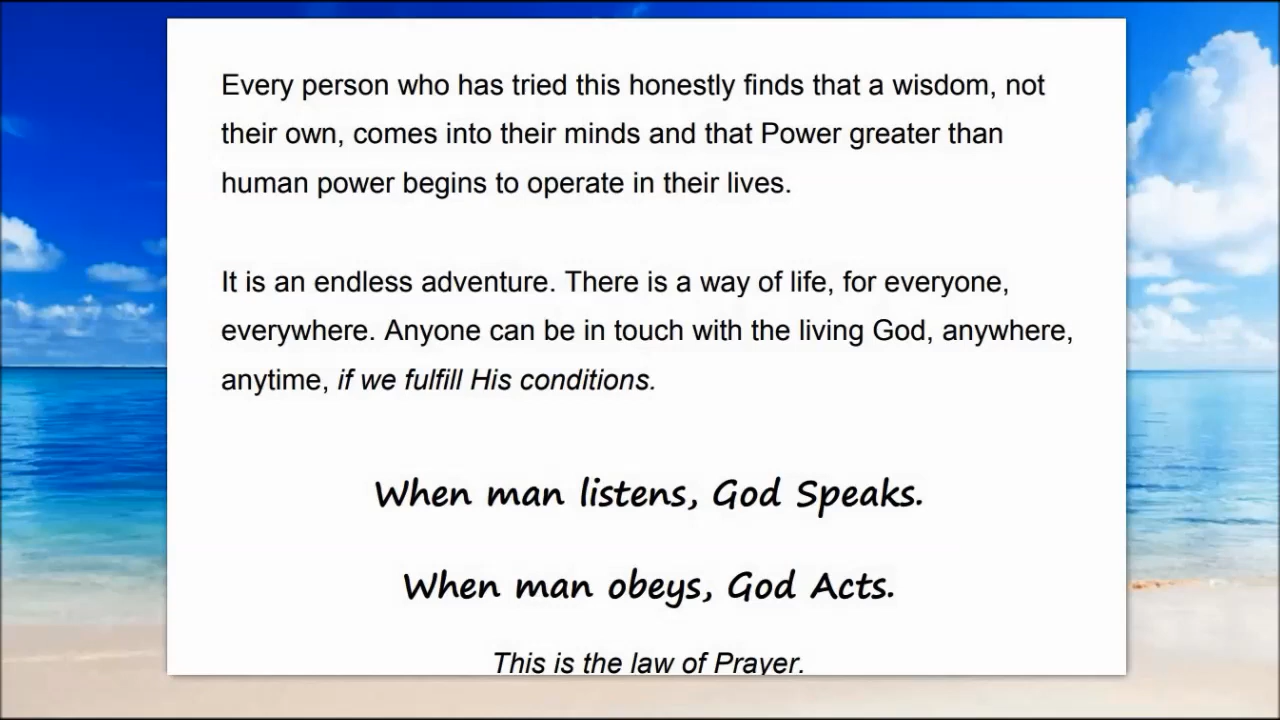 Every person who has tried this honestly finds that a wisdom, not
their own, comes into their minds and that Power greater than
human power begins to operate in their lives.
It is an endless adventure. There is a way of life, for everyone,
everywhere. Anyone can be in touch with the living God, anywhere,
anytime, if we fulfill His conditions.
When man listens, God Speaks.
When man obeys, God Acts.
This is the law of Prayer.